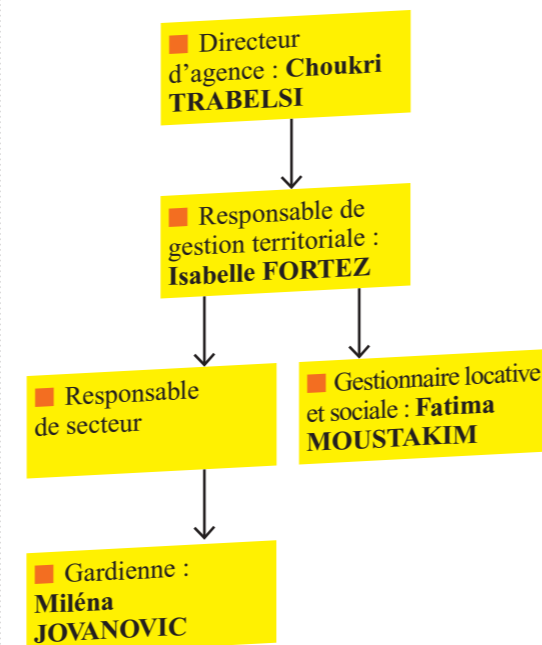 Directeur
d’agence : Choukri
TRABELSI
Responsable de
gestion territoriale :
Isabelle FORTEZ
Responsable
de secteur
Gestionnaire locative
et sociale : Fatima
MOUSTAKIM
Gardienne :
Miléna
JOVANOVIC